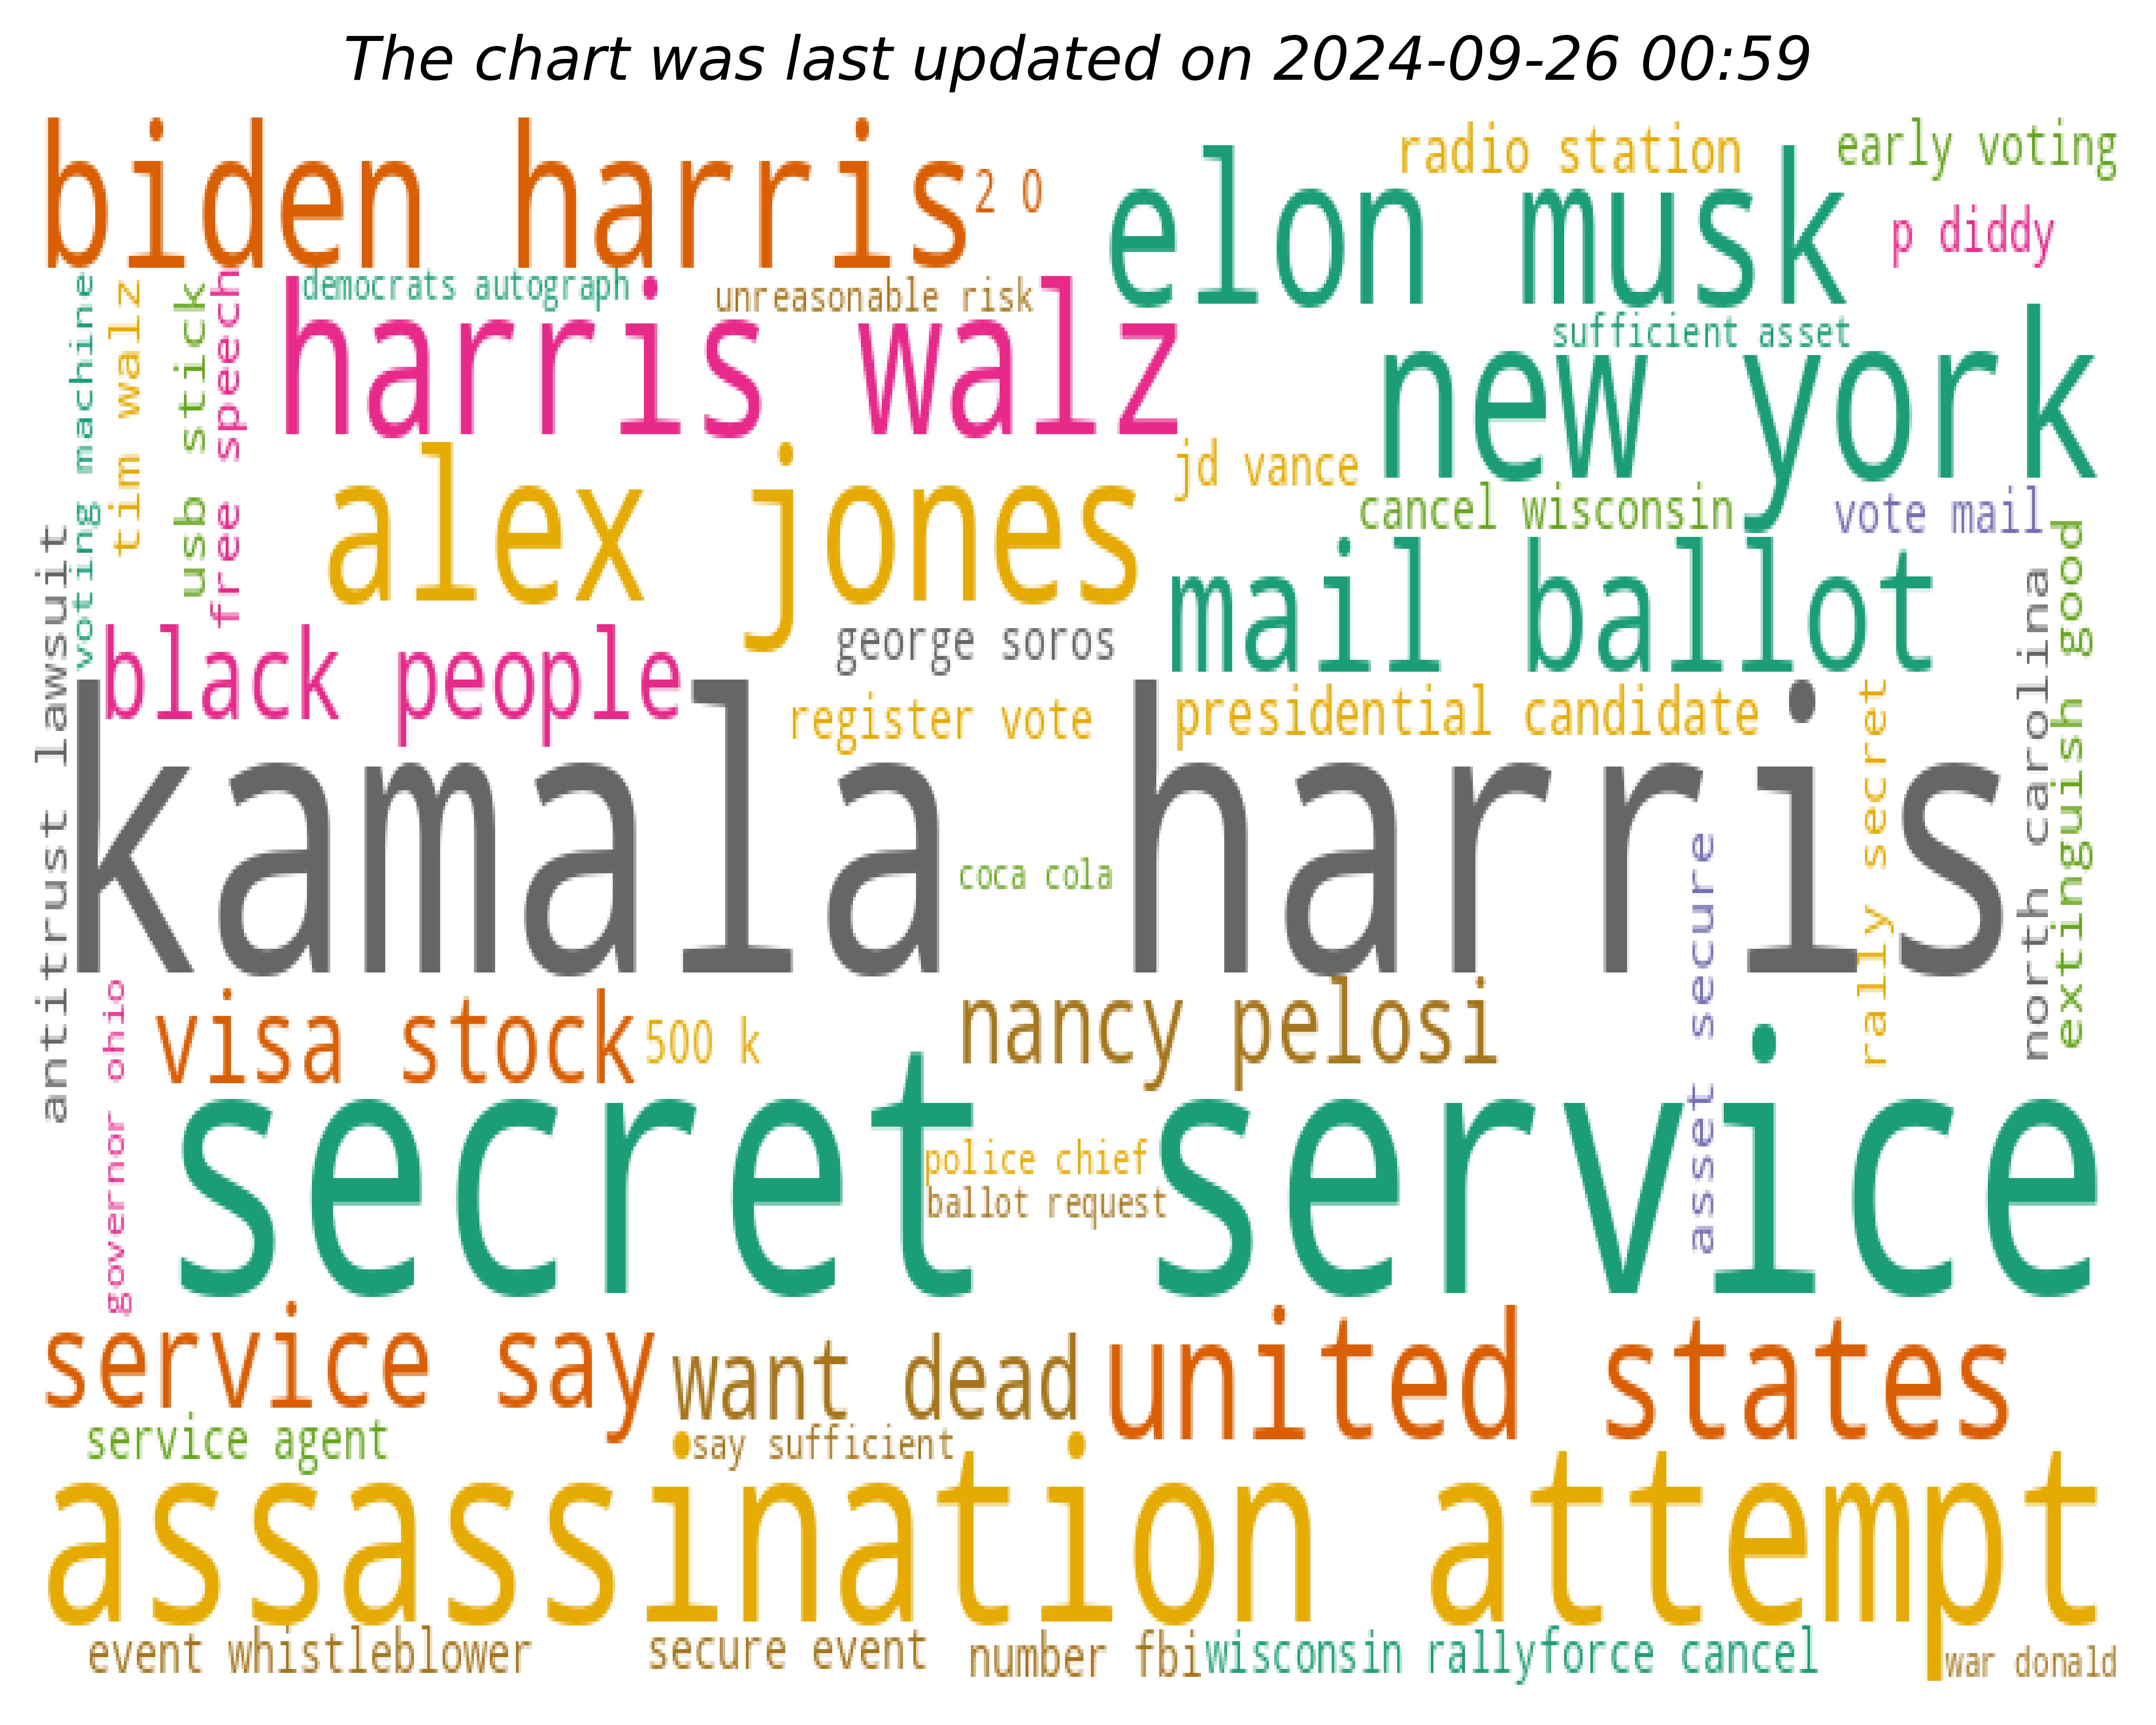 The chart was last updated on 2024-09-26 00:59
biden harris
2 0
elon musk
radio station
early voting
p diddy
democrats autograph
unreasonable risk
sufficient asset
voting machine
tim walz
usb stick
free speech
harris walz
new york
alex jones
jd vance
cancel wisconsin
vote mail
antitrust lawsuit
black people
george soros
mail ballot
north carolina
extinguish good
register vote
presidential candidate
kamala harris
coca cola
rally secret
asset secure
governor ohio
visa stock
500 k
nancy pelosi
secret service
police chief
ballot request
service say
want dead
united states
service agent
say sufficient
assassination attempt
event whistleblower
secure event
number fbi
wisconsin rally
force cancel
war donald